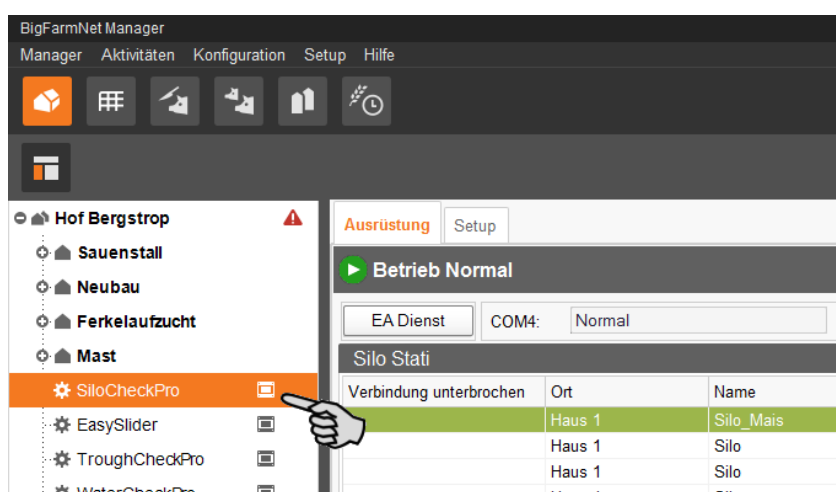 BigFarmNet Manager
Manager Aktivitäten Konfiguration Setup Hilfe
Hof Bergstrop
Sauenstall
Neubau
Ferkelaufzucht
Mast
SiloCheckPro
EasySlider
TroughCheckPro
WaterCheckPro
Ausrüstung Setup
Betrieb Normal
EA Dienst COM4: Normal
Silo Stati
Verbindung unterbrochen Ort Name
Haus 1 Silo_Mais
Haus 1 Silo
Haus 1 Silo